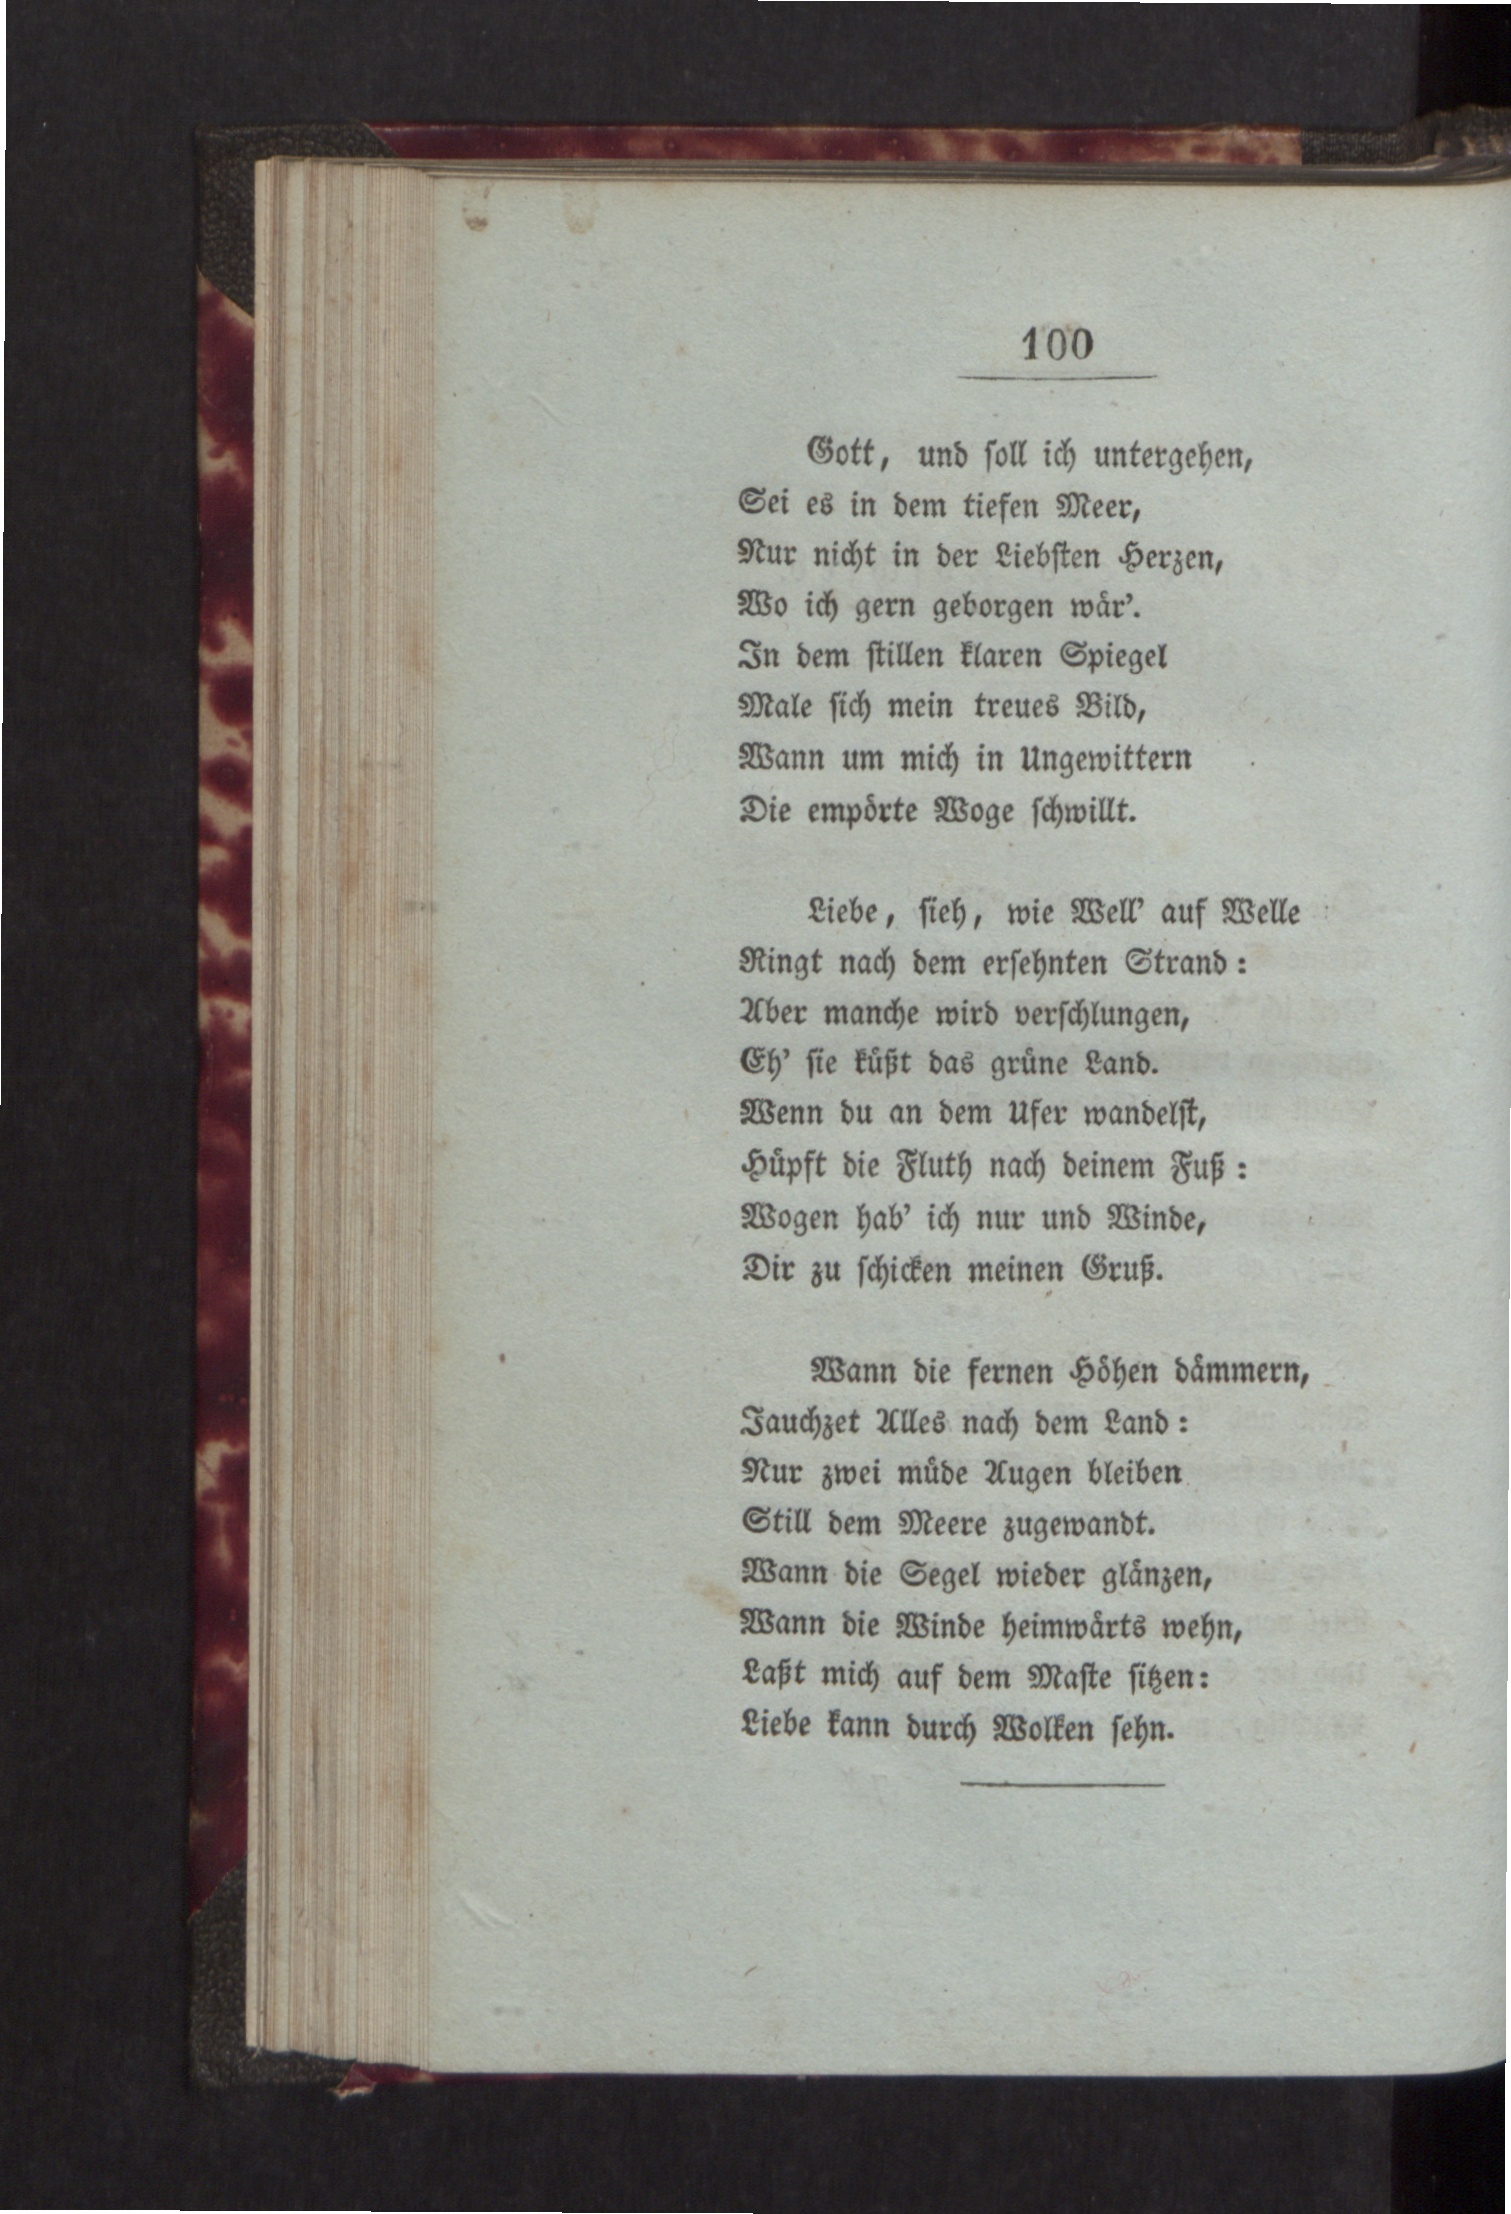 100
Gott, und soll ich untergehen,
Sei es in dem tiefen Meer,
Nur nicht in der Liebsten Herzen,
Wo ich gern geborgen wär’.
In dem stillen klaren Spiegel
Male sich mein treues Bild,
Wann um mich in Ungewittern
Die empörte Woge schwillt.
Liebe, sieh, wie Well’ auf Welle
Ringt nach dem ersehnten Strand:
Aber manche wird verschlungen,
Eh’ sie küßt das grüne Land.
Wenn du an dem Ufer wandelst,
Hüpft die Fluth nach deinem Fuß:
Wogen hab’ ich nur und Winde,
Dir zu schicken meinen Gruß.
Wann die fernen Höhen dämmern,
Jauchzet Alles nach dem Land:
Nur zwei müde Augen bleiben
Still dem Meere zugewandt.
Wann die Segel wieder glänzen,
Wann die Winde heimwärts wehn,
Laßt mich auf dem Maste sitzen:
Liebe kann durch Wolken sehn.